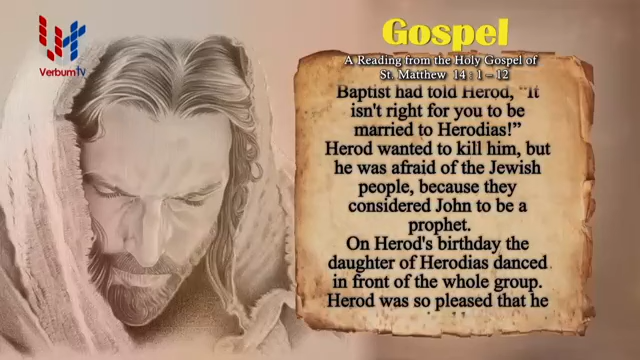 VerbumTV
Gospel
A Reading from the Holy Gospel of
St. Matthew 14 : 1 – 12
Baptist had told Herod, “It
isn't right for you to be
married to Herodias!”
Herod wanted to kill him, but
he was afraid of the Jewish
people, because they
considered John to be a
prophet.
On Herod's birthday the
daughter of Herodias danced
in front of the whole group.
Herod was so pleased that he